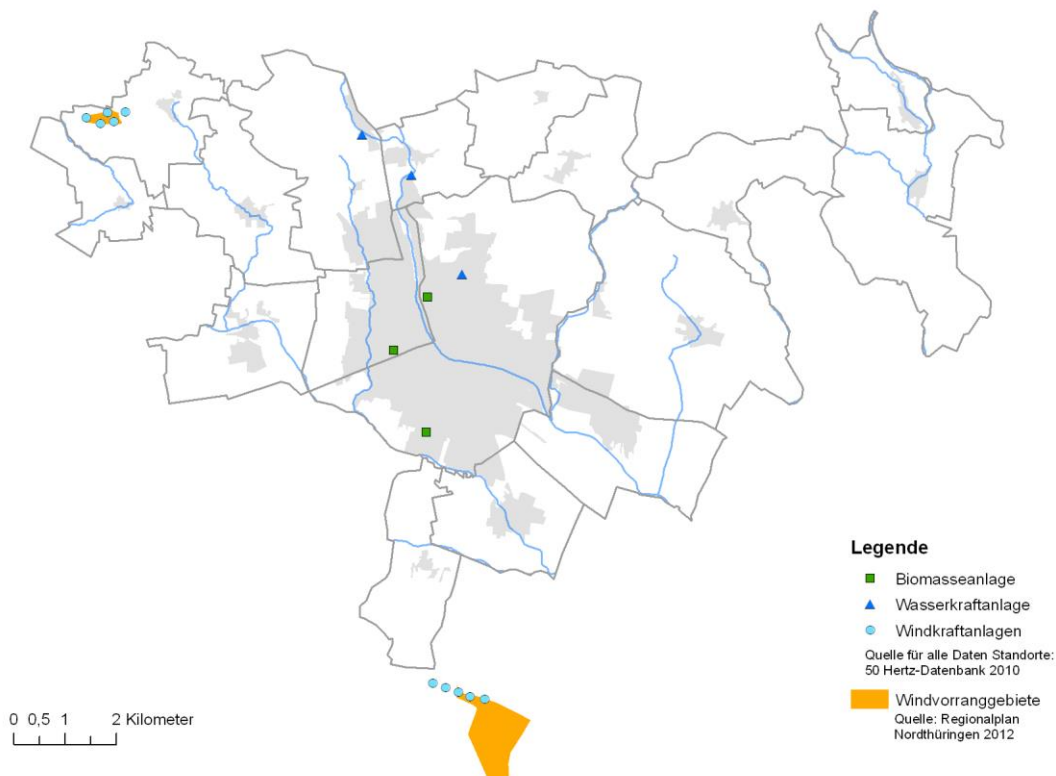 Legende
Biomasseanlage
Wasserkraftanlage
Windkraftanlagen
Quelle für alle Daten Standorte:
50 Hertz-Datenbank 2010
Windvorranggebiete
Quelle: Regionalplan
Nordthüringen 2012
0 0,5 1 2 Kilometer